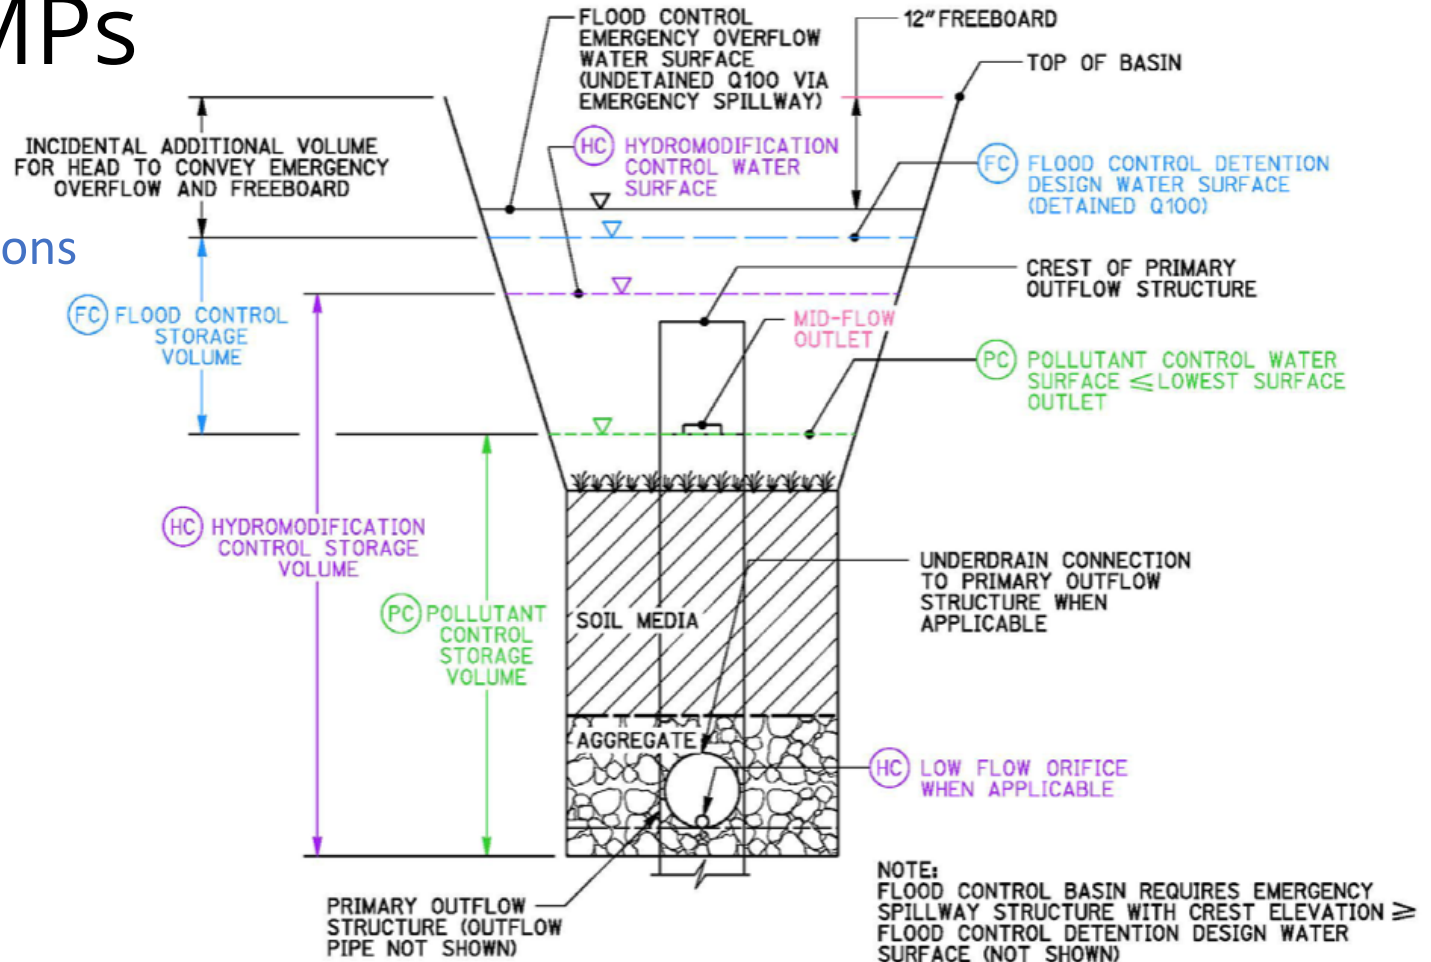 MPs
ons
FLOOD CONTROL
EMERGENCY OVERFLOW
WATER SURFACE
(UNDETAINED Q100 VIA
EMERGENCY SPILLWAY)
12" FREEBOARD
TOP OF BASIN
INCIDENTAL ADDITIONAL VOLUME
FOR HEAD TO CONVEY EMERGENCY
OVERFLOW AND FREEBOARD
HC HYDROMODIFICATION
CONTROL WATER
SURFACE
FC FLOOD CONTROL DETENTION
DESIGN WATER SURFACE
(DETAINED Q100)
CREST OF PRIMARY
OUTFLOW STRUCTURE
FC FLOOD CONTROL
STORAGE
VOLUME
MID-FLOW
OUTLET
PC POLLUTANT CONTROL WATER
SURFACE ≤ LOWEST SURFACE
OUTLET
HC HYDROMODIFICATION
CONTROL STORAGE
VOLUME
PC POLLUTANT
CONTROL
STORAGE
VOLUME
SOIL MEDIA
UNDERDRAIN CONNECTION
TO PRIMARY OUTFLOW
STRUCTURE WHEN
APPLICABLE
AGGREGATE
HC LOW FLOW ORIFICE
WHEN APPLICABLE
PRIMARY OUTFLOW
STRUCTURE (OUTFLOW
PIPE NOT SHOWN)
NOTE:
FLOOD CONTROL BASIN REQUIRES EMERGENCY
SPILLWAY STRUCTURE WITH CREST ELEVATION ≥
FLOOD CONTROL DETENTION DESIGN WATER
SURFACE (NOT SHOWN)